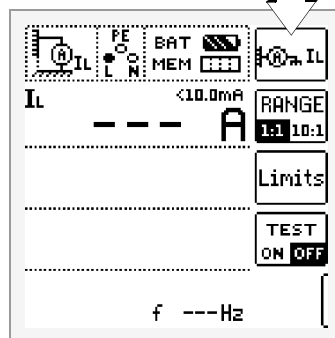 A IL
PE
L N
BAT
MEM
A IL
IL
<10.0mA
--- A
RANGE
1:1 10:1
Limits
TEST
ON OFF
f ---Hz